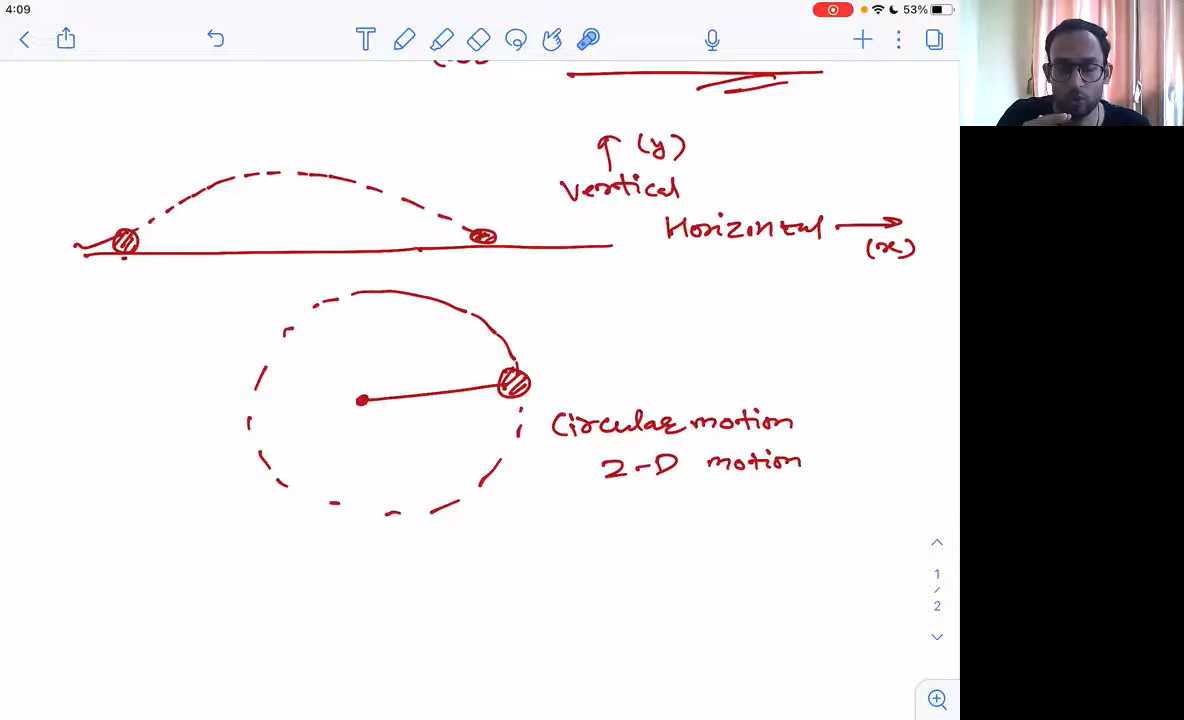 4:09
53%
(y)
Vertical
Horizontal
(x)
Circular motion
2-D motion
1
/
2